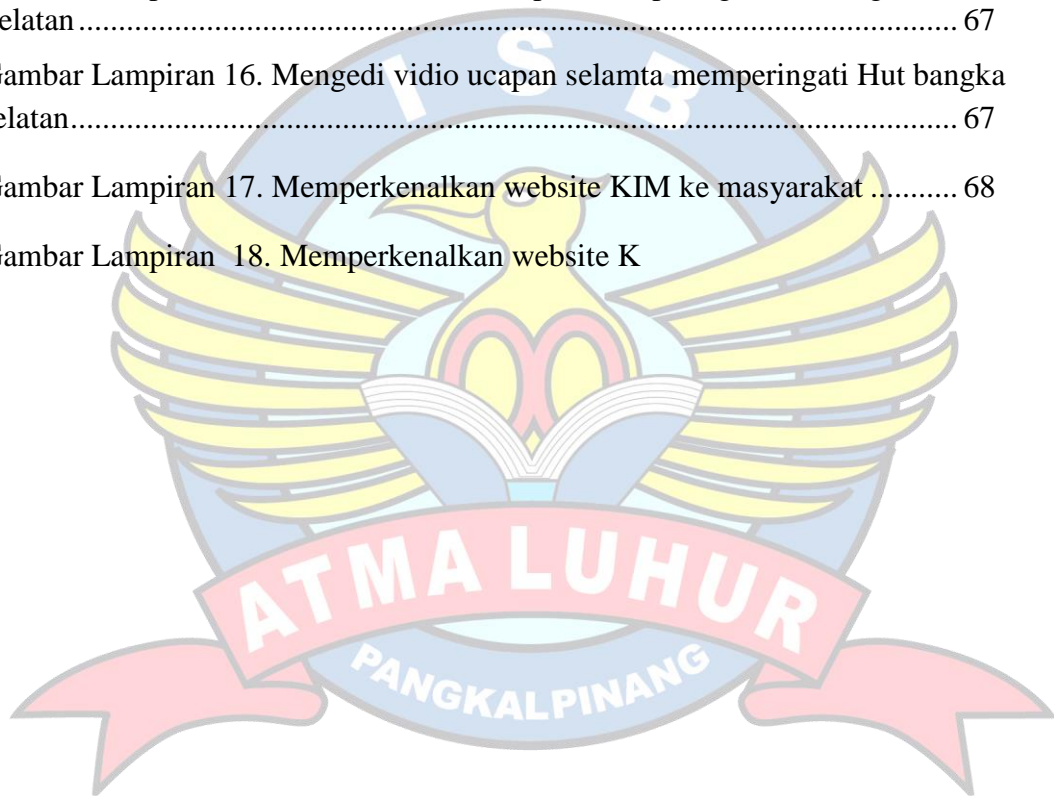 elatan........................................................................................................ 67
Gambar Lampiran 16. Mengedi vidio ucapan selamta memperingati Hut bangka
elatan........................................................................................................ 67
Gambar Lampiran 17. Memperkenalkan website KIM ke masyarakat ........... 68
Gambar Lampiran  18. Memperkenalkan website K
I S B
ATMA LUHUR
PANGKALPINANG